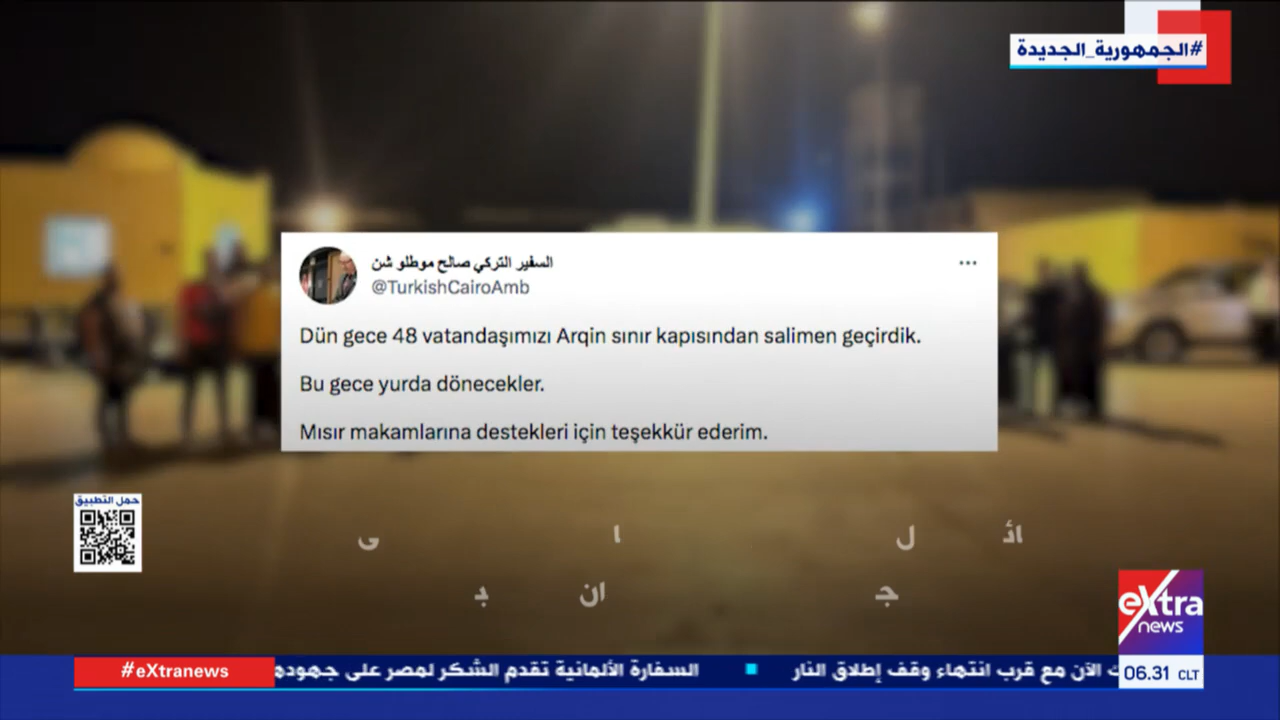 #الجمهورية_الجديدة
السفير التركي صالح موطلو شن
@TurkishCairoAmb
Dün gece 48 vatandaşımızı Arqin sınır kapısından salimen geçirdik.
Bu gece yurda dönecekler.
Mısır makamlarına destekleri için teşekkür ederim.
حمل التطبيق
eXtra
news
#eXtranews
الآن مع قرب انتهاء وقف إطلاق النار
السفارة الألمانية تقدم الشكر لمصر على
06.31 CLT